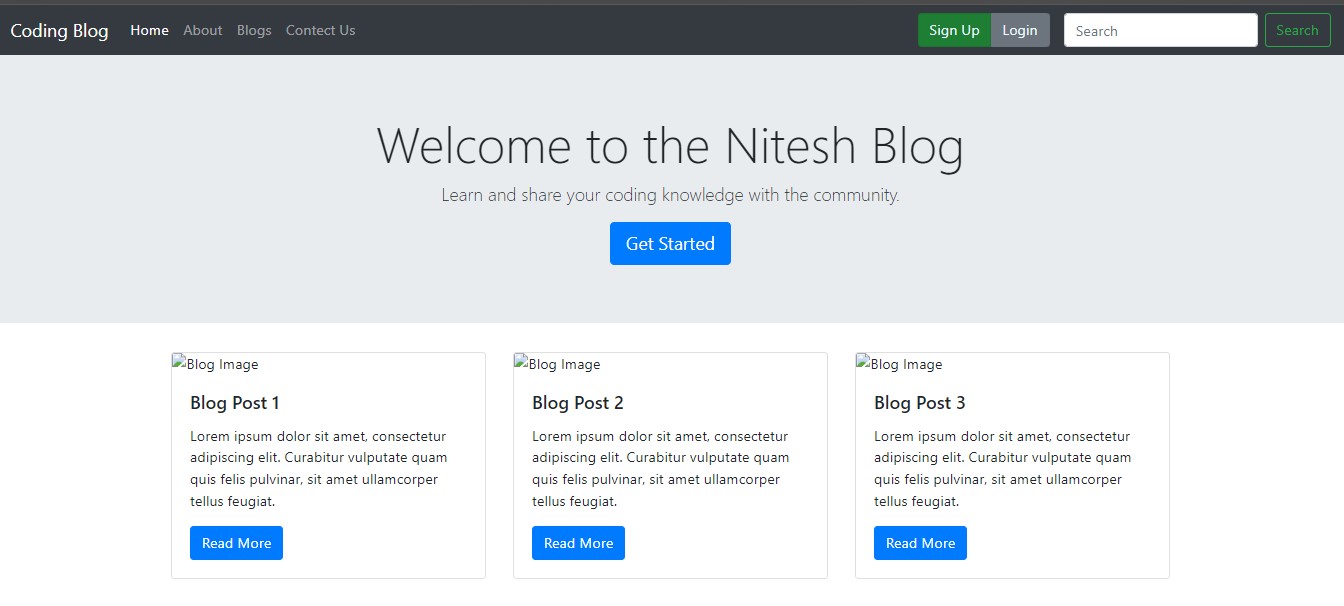 Coding Blog Home About Blogs Contect Us Sign Up Login Search Search
Welcome to the Nitesh Blog
Learn and share your coding knowledge with the community.
Get Started
Blog Image
Blog Post 1
Lorem ipsum dolor sit amet, consectetur
adipiscing elit. Curabitur vulputate quam
quis felis pulvinar, sit amet ullamcorper
tellus feugiat.
Read More
Blog Image
Blog Post 2
Lorem ipsum dolor sit amet, consectetur
adipiscing elit. Curabitur vulputate quam
quis felis pulvinar, sit amet ullamcorper
tellus feugiat.
Read More
Blog Image
Blog Post 3
Lorem ipsum dolor sit amet, consectetur
adipiscing elit. Curabitur vulputate quam
quis felis pulvinar, sit amet ullamcorper
tellus feugiat.
Read More